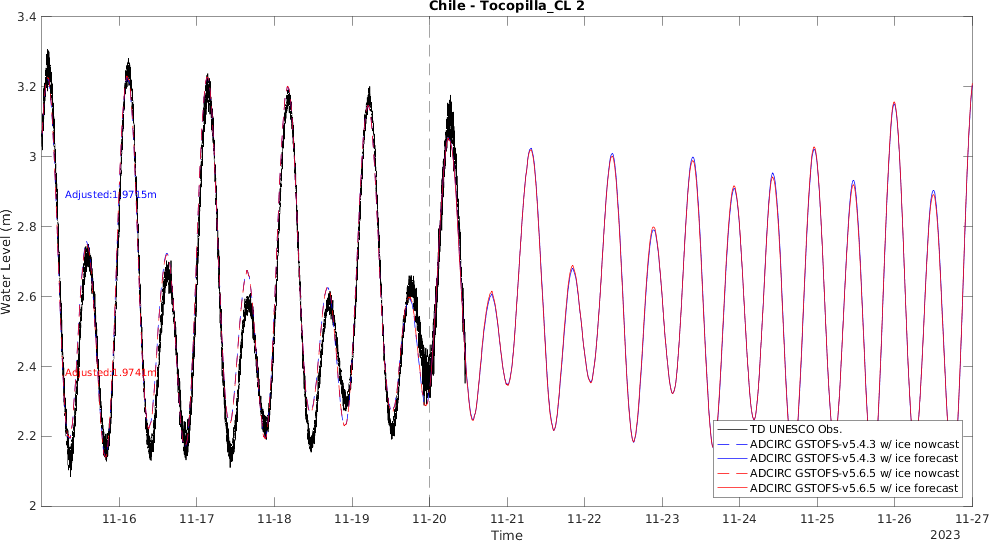 Chile - Tocopilla_CL 2
3.4
3.2
3
2.8
2.6
2.4
2.2
2
Water Level (m)
Adjusted:1.9715m
Adjusted:1.9741m
TD UNESCO Obs.
ADCIRC GSTOFS-v5.4.3 w/ ice nowcast
ADCIRC GSTOFS-v5.4.3 w/ ice forecast
ADCIRC GSTOFS-v5.6.5 w/ ice nowcast
ADCIRC GSTOFS-v5.6.5 w/ ice forecast
11-16 11-17 11-18 11-19 11-20 11-21 11-22 11-23 11-24 11-25 11-26 11-27
Time
2023